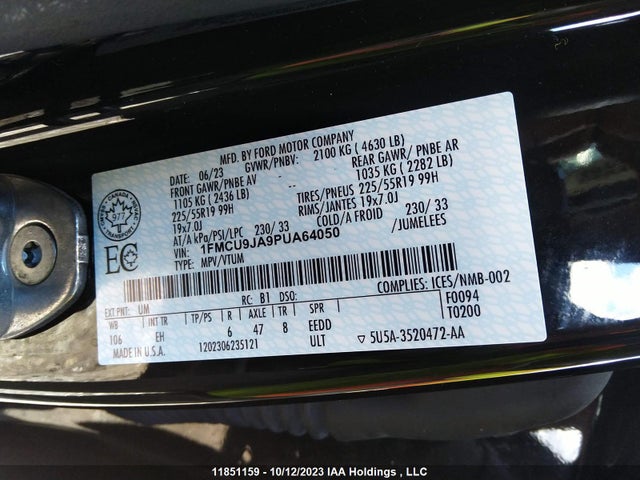 MFD. BY FORD MOTOR COMPANY
DATE: 06/23 GVWR/PNBV: 2100 KG ( 4630 LB)
FRONT GAWR/PNBE AV - REAR GAWR/ PNBE AR
1105 KG ( 2436 LB) - 1035 KG ( 2282 LB)
225/55R19 99H TIRES/PNEUS 225/55R19 99H
19x7.0J RIMS/JANTES 19x7.0J
AT/A kPa/PSI/LPC 230/ 33 COLD/A FROID 230/ 33
VIN: 1FMCU9JA9PUA64050 /JUMELEES
TYPE: MPV/VTUM
CANADA
977
EC
RC: B1 DSO: COMPLIES: ICES/NMB-002
EXT PNT: UM F0094
WB INT TR TP/PS R AXLE TR SPR T0200
106 EH 6 47 8 EEDD
MADE IN U.S.A. 1202306235121 ULT ▽ 5U5A-3520472-AA
11851159 - 10/12/2023 IAA Holdings , LLC